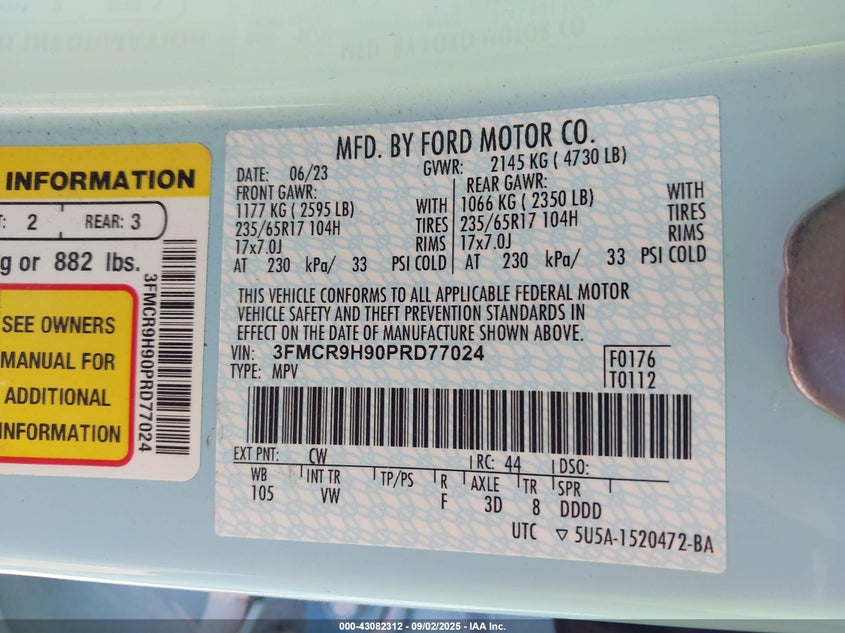 INFORMATION
T: 2 REAR: 3
g or 882 lbs.
SEE OWNERS
MANUAL FOR
ADDITIONAL
INFORMATION
3FMCR9H90PRD77024
MFD. BY FORD MOTOR CO.
DATE: 06/23 GVWR: 2145 KG ( 4730 LB)
FRONT GAWR: REAR GAWR:
1177 KG ( 2595 LB) WITH 1066 KG ( 2350 LB) WITH
235/65R17 104H TIRES 235/65R17 104H TIRES
17x7.0J RIMS 17x7.0J RIMS
AT 230 kPa/ 33 PSI COLD AT 230 kPa/ 33 PSI COLD
THIS VEHICLE CONFORMS TO ALL APPLICABLE FEDERAL MOTOR
VEHICLE SAFETY AND THEFT PREVENTION STANDARDS IN
EFFECT ON THE DATE OF MANUFACTURE SHOWN ABOVE.
VIN: 3FMCR9H90PRD77024 F0176
TYPE: MPV T0112
EXT PNT: CW RC: 44 DSO:
WB INT TR TP/PS R AXLE TR SPR
105 VW F 3D 8 DDDD
UTC ▽ 5U5A-1520472-BA
000-43082312 - 09/02/2025 - IAA Inc.